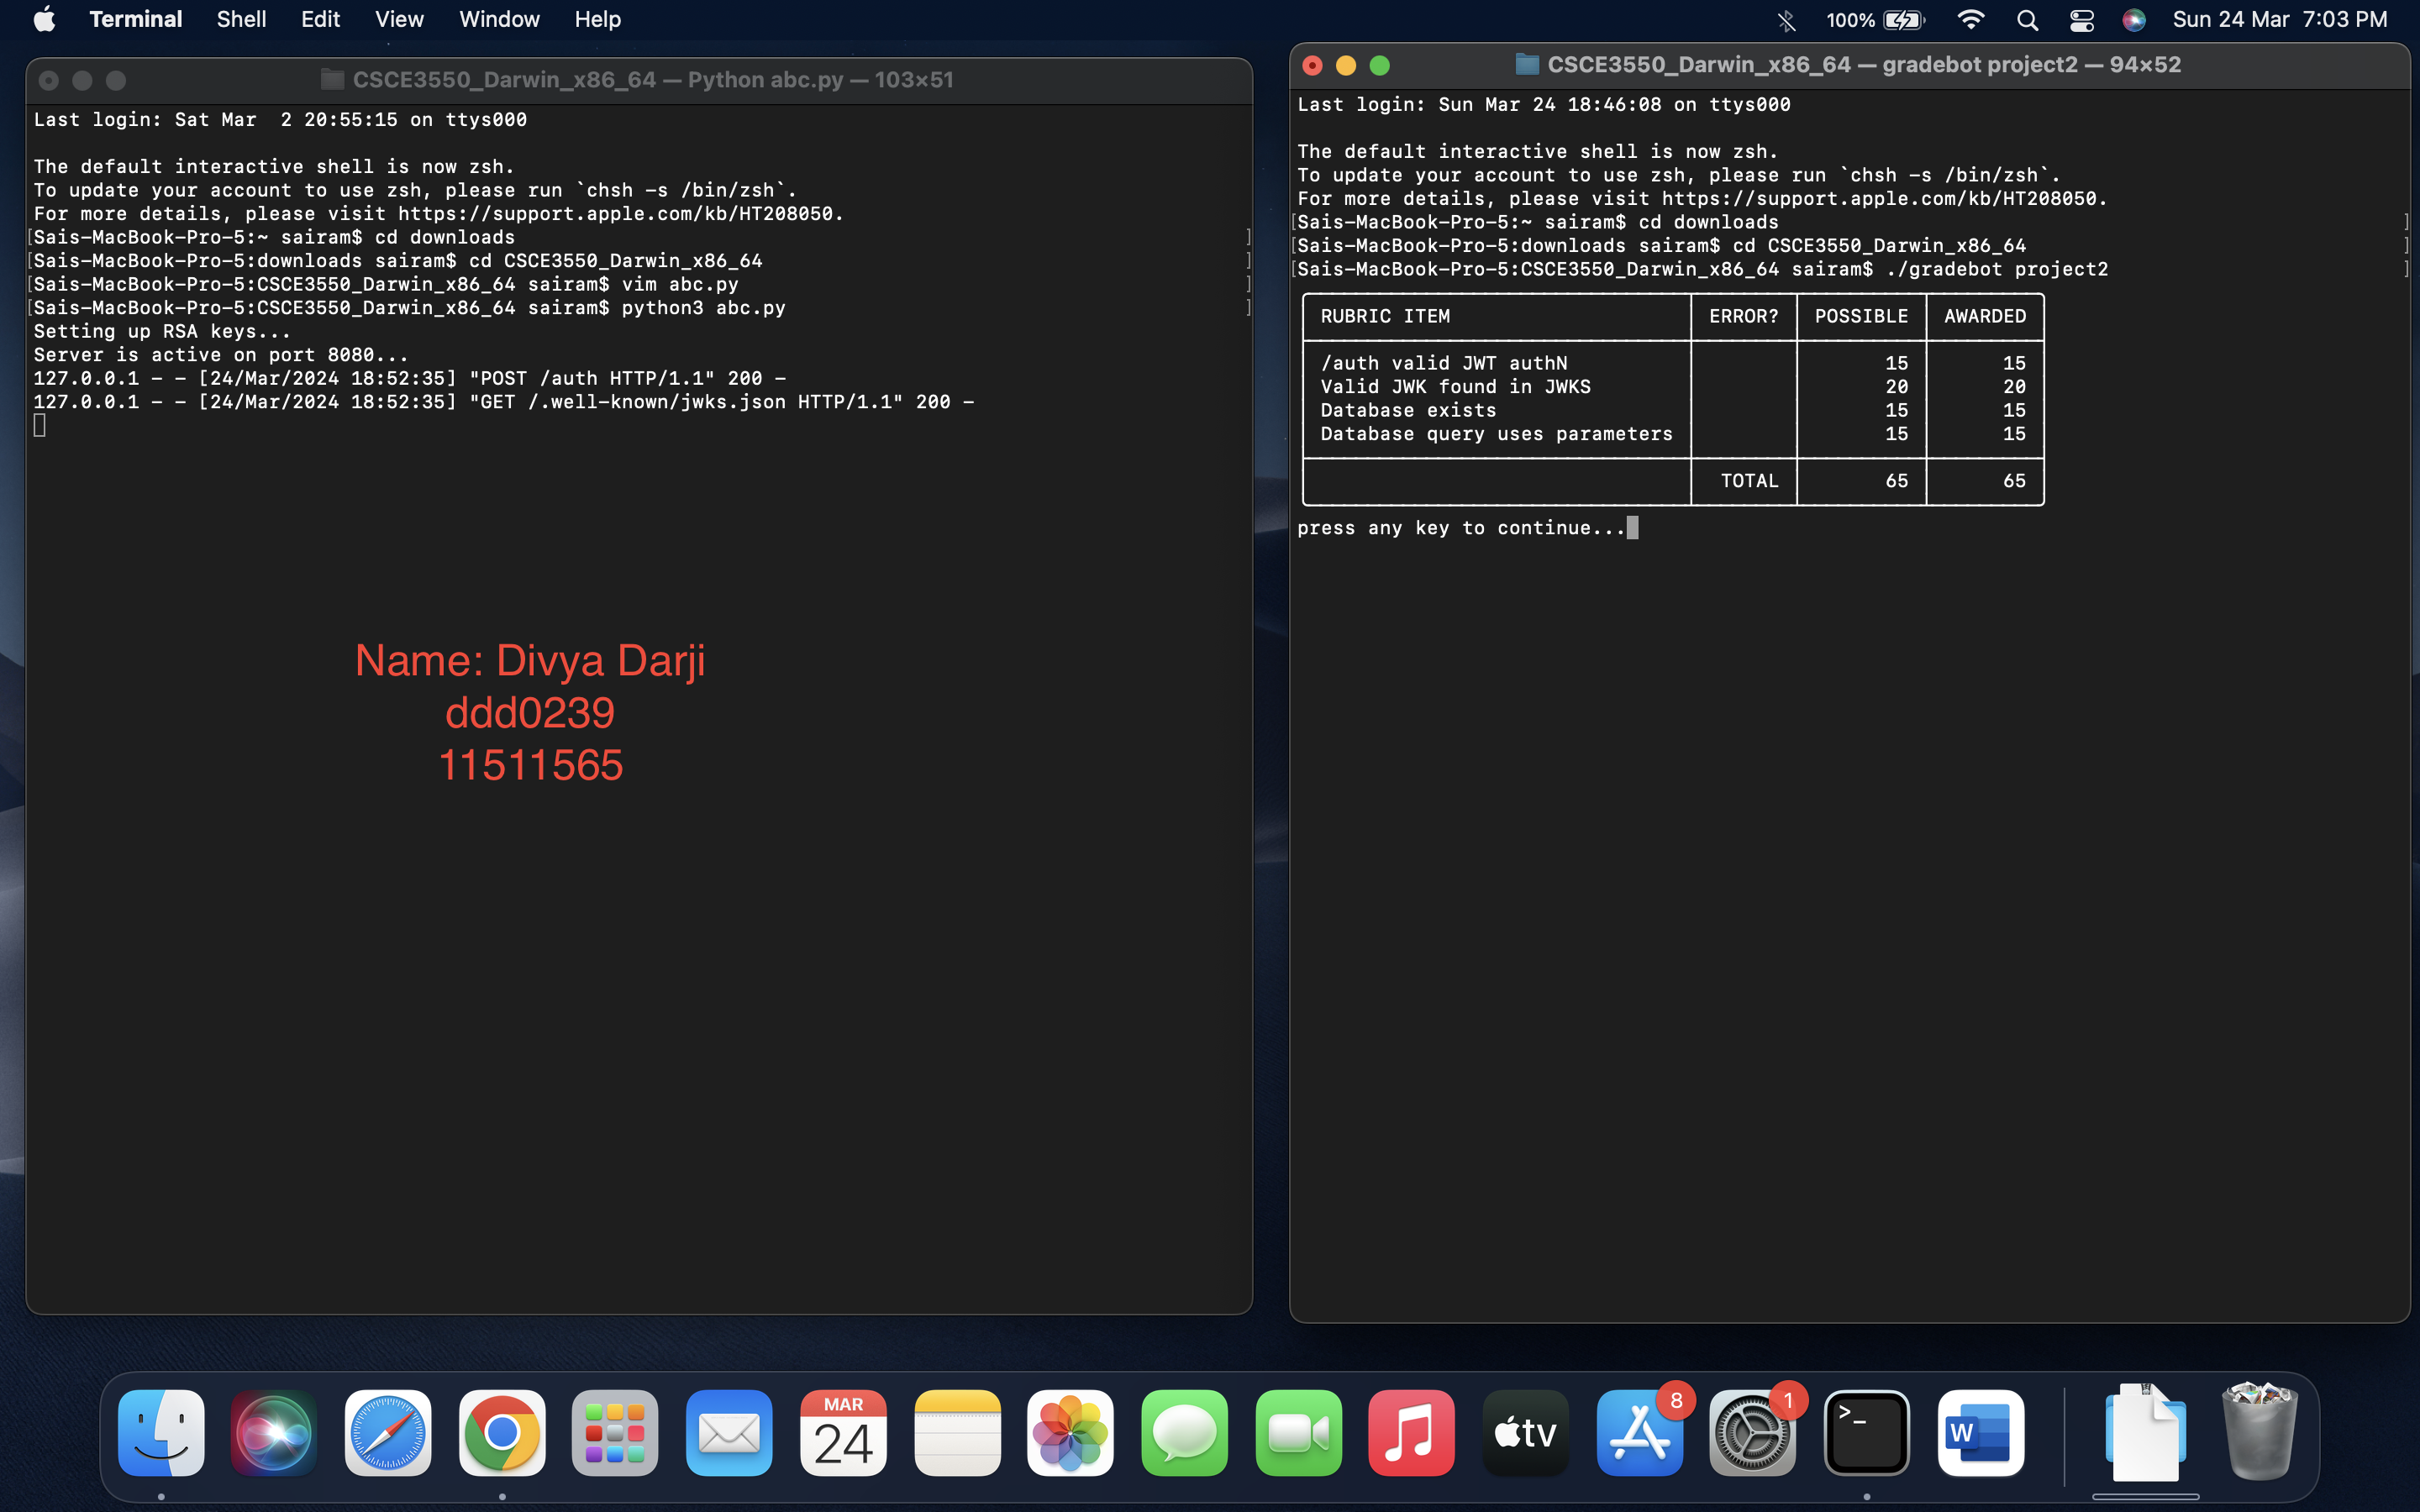 Terminal Shell Edit View Window Help 100% Sun 24 Mar 7:03 PM
CSCE3550_Darwin_x86_64 — Python abc.py — 103×51
Last login: Sat Mar  2 20:55:15 on ttys000
The default interactive shell is now zsh.
To update your account to use zsh, please run `chsh -s /bin/zsh`.
For more details, please visit https://support.apple.com/kb/HT208050.
[Sais-MacBook-Pro-5:~ sairam$ cd downloads ]
[Sais-MacBook-Pro-5:downloads sairam$ cd CSCE3550_Darwin_x86_64 ]
[Sais-MacBook-Pro-5:CSCE3550_Darwin_x86_64 sairam$ vim abc.py ]
[Sais-MacBook-Pro-5:CSCE3550_Darwin_x86_64 sairam$ python3 abc.py ]
Setting up RSA keys...
Server is active on port 8080...
127.0.0.1 - - [24/Mar/2024 18:52:35] "POST /auth HTTP/1.1" 200 -
127.0.0.1 - - [24/Mar/2024 18:52:35] "GET /.well-known/jwks.json HTTP/1.1" 200 -
Name: Divya Darji
ddd0239
11511565
CSCE3550_Darwin_x86_64 — gradebot project2 — 94×52
Last login: Sun Mar 24 18:46:08 on ttys000
The default interactive shell is now zsh.
To update your account to use zsh, please run `chsh -s /bin/zsh`.
For more details, please visit https://support.apple.com/kb/HT208050.
[Sais-MacBook-Pro-5:~ sairam$ cd downloads ]
[Sais-MacBook-Pro-5:downloads sairam$ cd CSCE3550_Darwin_x86_64 ]
[Sais-MacBook-Pro-5:CSCE3550_Darwin_x86_64 sairam$ ./gradebot project2 ]
RUBRIC ITEM ERROR? POSSIBLE AWARDED
/auth valid JWT authN 15 15
Valid JWK found in JWKS 20 20
Database exists 15 15
Database query uses parameters 15 15
TOTAL 65 65
press any key to continue...
MAR
24
tv
8
1
>_
W